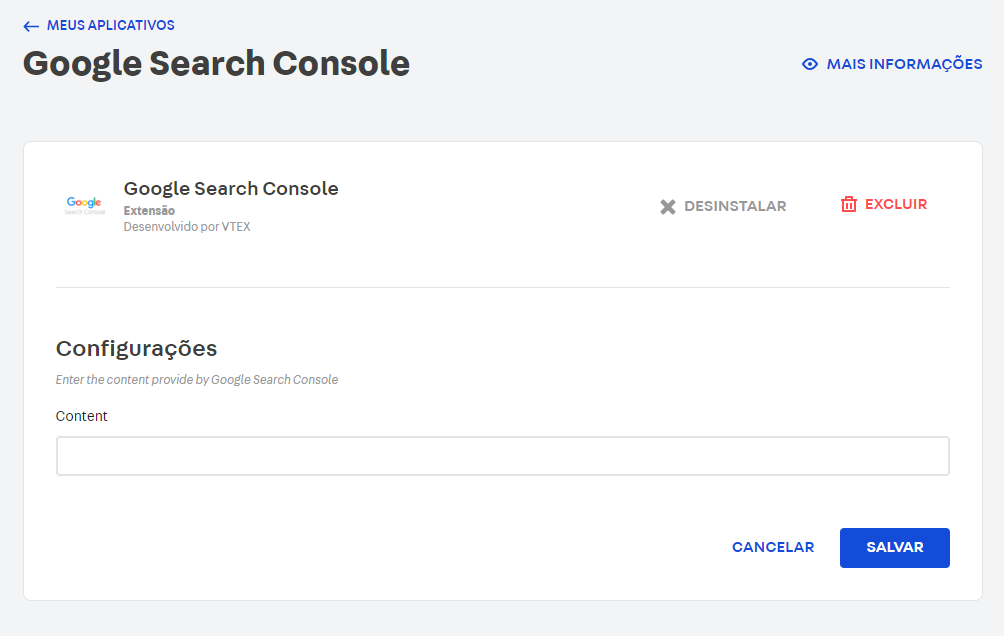 ← MEUS APLICATIVOS
Google Search Console
MAIS INFORMAÇÕES
Google
Search Console
Google Search Console
Extensão
Desenvolvido por VTEX
DESINSTALAR
EXCLUIR
Configurações
Enter the content provide by Google Search Console
Content
CANCELAR
SALVAR